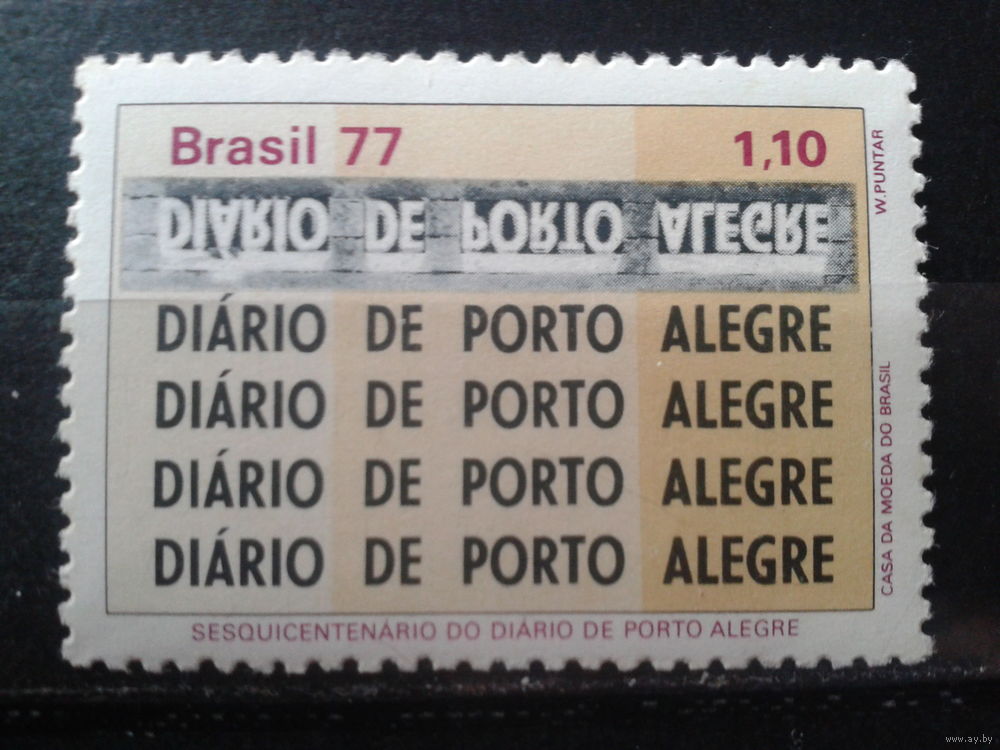 Brasil 77 1,10
DIÁRIO DE PORTO ALEGRE
DIÁRIO DE PORTO ALEGRE
DIÁRIO DE PORTO ALEGRE
DIÁRIO DE PORTO ALEGRE
DIÁRIO DE PORTO ALEGRE
SESQUICENTENÁRIO DO DIÁRIO DE PORTO ALEGRE
W. PUNTAR
CASA DA MOEDA DO BRASIL
www.ay.by